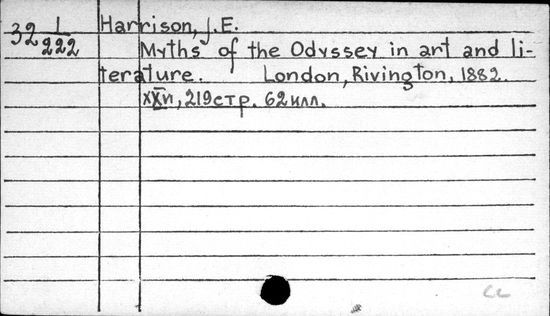 32 1/222 Harrison, J.E.
Myths of the Odyssey in art and li-
terature. London, Rivington, 1882.
XXVI, 219 стр. 62 илл.